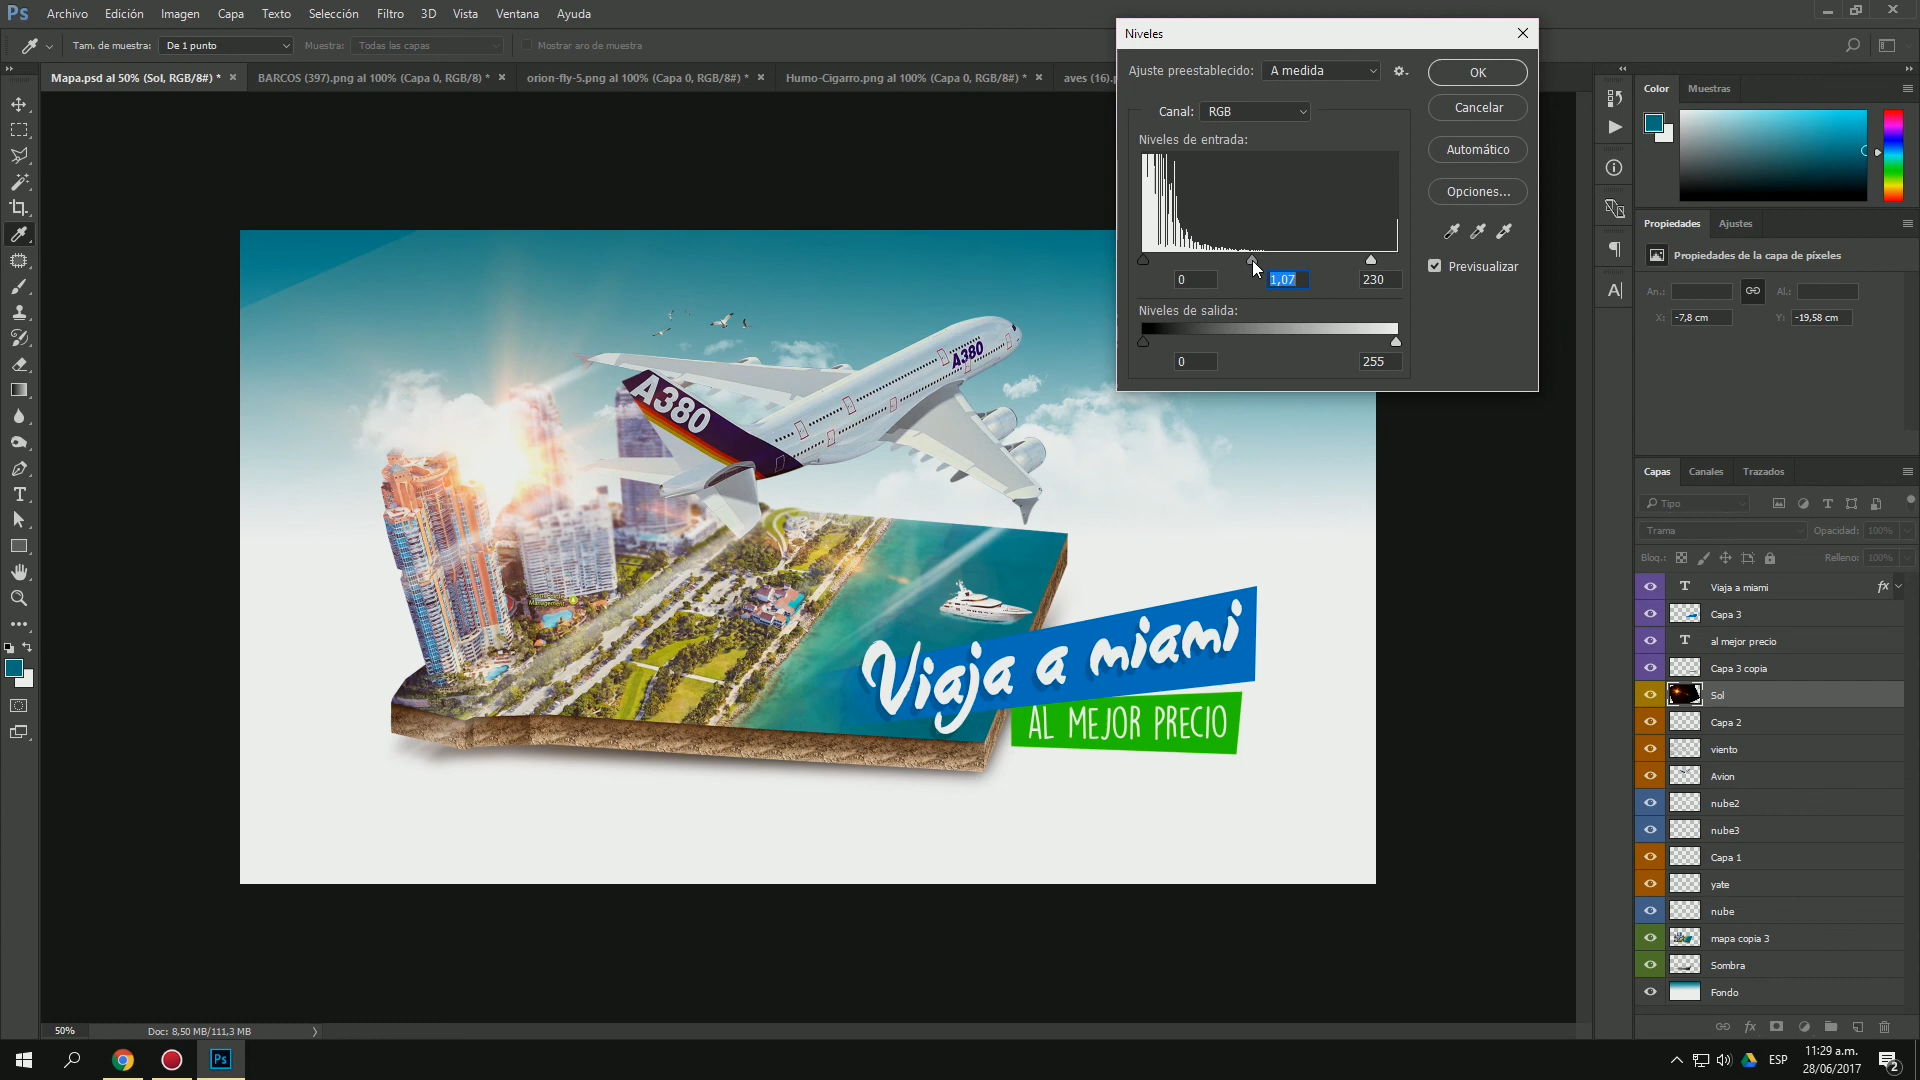 Ps Archivo Edición Imagen Capa Texto Selección Filtro 3D Vista Ventana Ayuda
Tam. de muestra: De 1 punto Muestra: Todas las capas Mostrar aro de muestra
Mapa.psd al 50% (Sol, RGB/8#) * BARCOS (397).png al 100% (Capa 0, RGB/8) * orion-fly-5.png al 100% (Capa 0, RGB/8#) * Humo-Cigarro.png al 100% (Capa 0, RGB/8#) * aves (16).p
Niveles
Ajuste preestablecido: A medida
OK
Canal: RGB
Cancelar
Niveles de entrada:
Automático
Opciones...
Previsualizar
0 1,07 230
Niveles de salida:
0 255
Color Muestras
Propiedades Ajustes
Propiedades de la capa de píxeles
An.: Al.:
X: -7,8 cm Y: -19,58 cm
Capas Canales Trazados
Tipo
Trama Opacidad: 100%
Bloq.: Relleno: 100%
Viaja a miami fx
Capa 3
al mejor precio
Capa 3 copia
Sol
Capa 2
viento
Avion
nube2
nube3
Capa 1
yate
nube
mapa copia 3
Sombra
Fondo
A380
A380
Viaja a miami
AL MEJOR PRECIO
50% Doc: 8,50 MB/111,3 MB
Ps
ESP
11:29 a.m.
28/06/2017
2